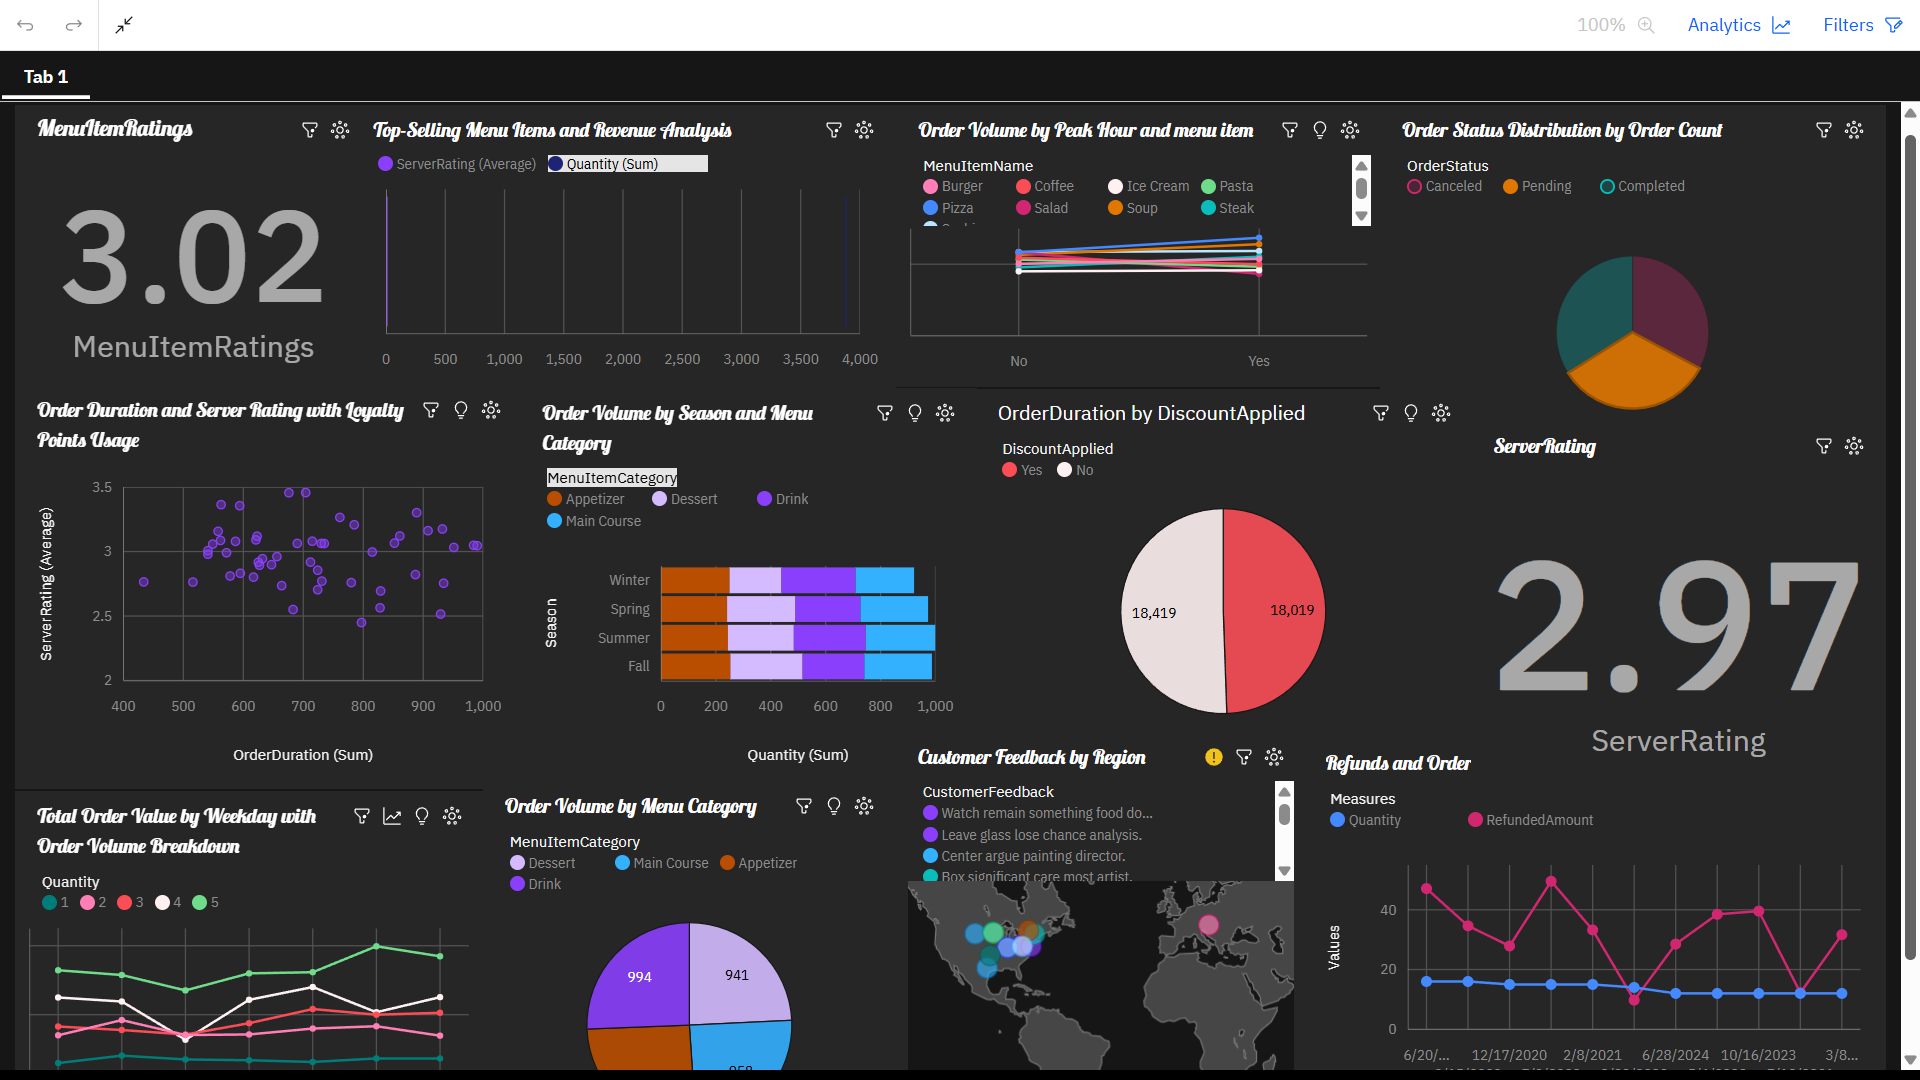 100%
Analytics
Filters
Tab 1
MenuItemRatings
3.02
MenuItemRatings
Top-Selling Menu Items and Revenue Analysis
ServerRating (Average)
Quantity (Sum)
0 500 1,000 1,500 2,000 2,500 3,000 3,500 4,000
Order Volume by Peak Hour and menu item
MenuItemName
Burger Coffee Ice Cream Pasta
Pizza Salad Soup Steak
No Yes
Order Status Distribution by Order Count
OrderStatus
Canceled Pending Completed
Order Duration and Server Rating with Loyalty
Points Usage
ServerRating (Average)
3.5
3
2.5
2
400 500 600 700 800 900 1,000
OrderDuration (Sum)
Order Volume by Season and Menu
Category
MenuItemCategory
Appetizer Dessert Drink
Main Course
Season
Winter
Spring
Summer
Fall
0 200 400 600 800 1,000
Quantity (Sum)
OrderDuration by DiscountApplied
DiscountApplied
Yes No
18,419
18,019
ServerRating
2.97
ServerRating
Total Order Value by Weekday with
Order Volume Breakdown
Quantity
1 2 3 4 5
Order Volume by Menu Category
MenuItemCategory
Dessert Main Course Appetizer
Drink
994
941
Customer Feedback by Region
CustomerFeedback
Watch remain something food do...
Leave glass lose chance analysis.
Center argue painting director.
Box significant care most artist.
Refunds and Order
Measures
Quantity RefundedAmount
Values
40
20
0
6/20/... 12/17/2020 2/8/2021 6/28/2024 10/16/2023 3/8...